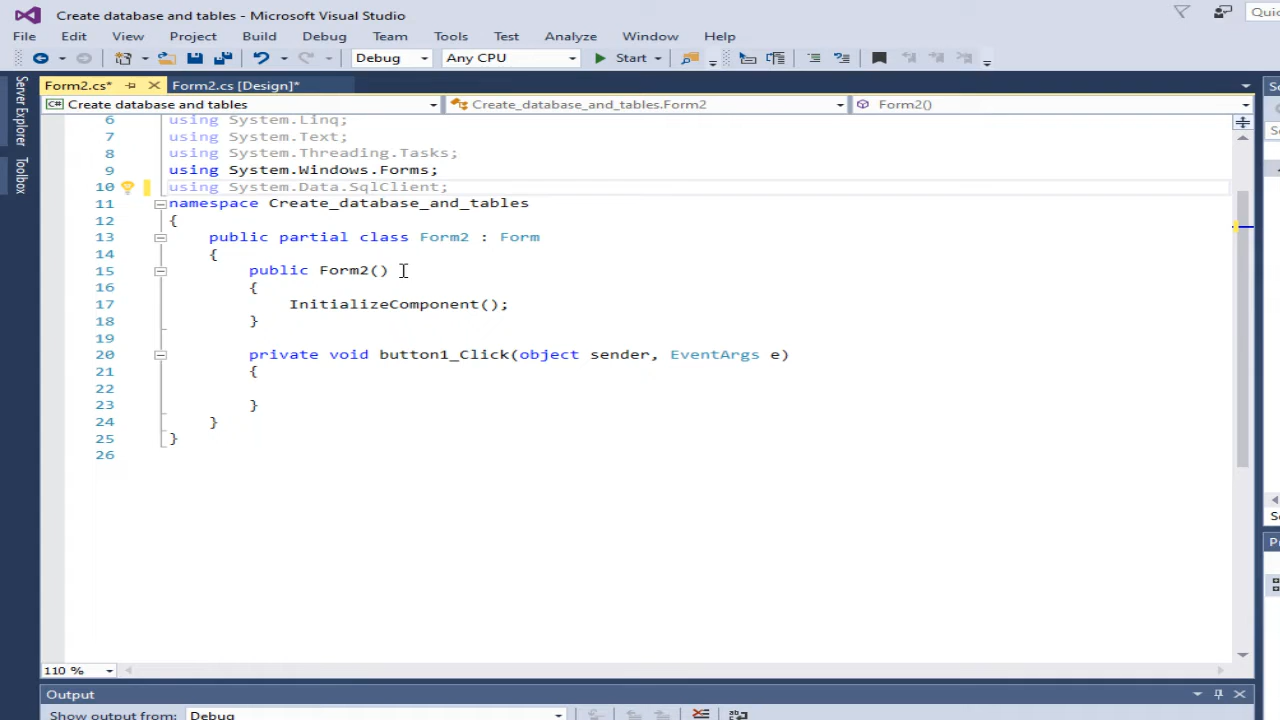 Create database and tables - Microsoft Visual Studio
Quic
File Edit View Project Build Debug Team Tools Test Analyze Window Help
Debug Any CPU Start
Form2.cs* Form2.cs [Design]*
C# Create database and tables Create_database_and_tables.Form2 Form2()
Server Explorer
Toolbox
6 using System.Linq;
7 using System.Text;
8 using System.Threading.Tasks;
9 using System.Windows.Forms;
10 using System.Data.SqlClient;
11 namespace Create_database_and_tables
12 {
13 public partial class Form2 : Form
14 {
15 public Form2()
16 {
17 InitializeComponent();
18 }
19
20 private void button1_Click(object sender, EventArgs e)
21 {
22
23 }
24 }
25 }
26
110 %
Output
Show output from: Debug